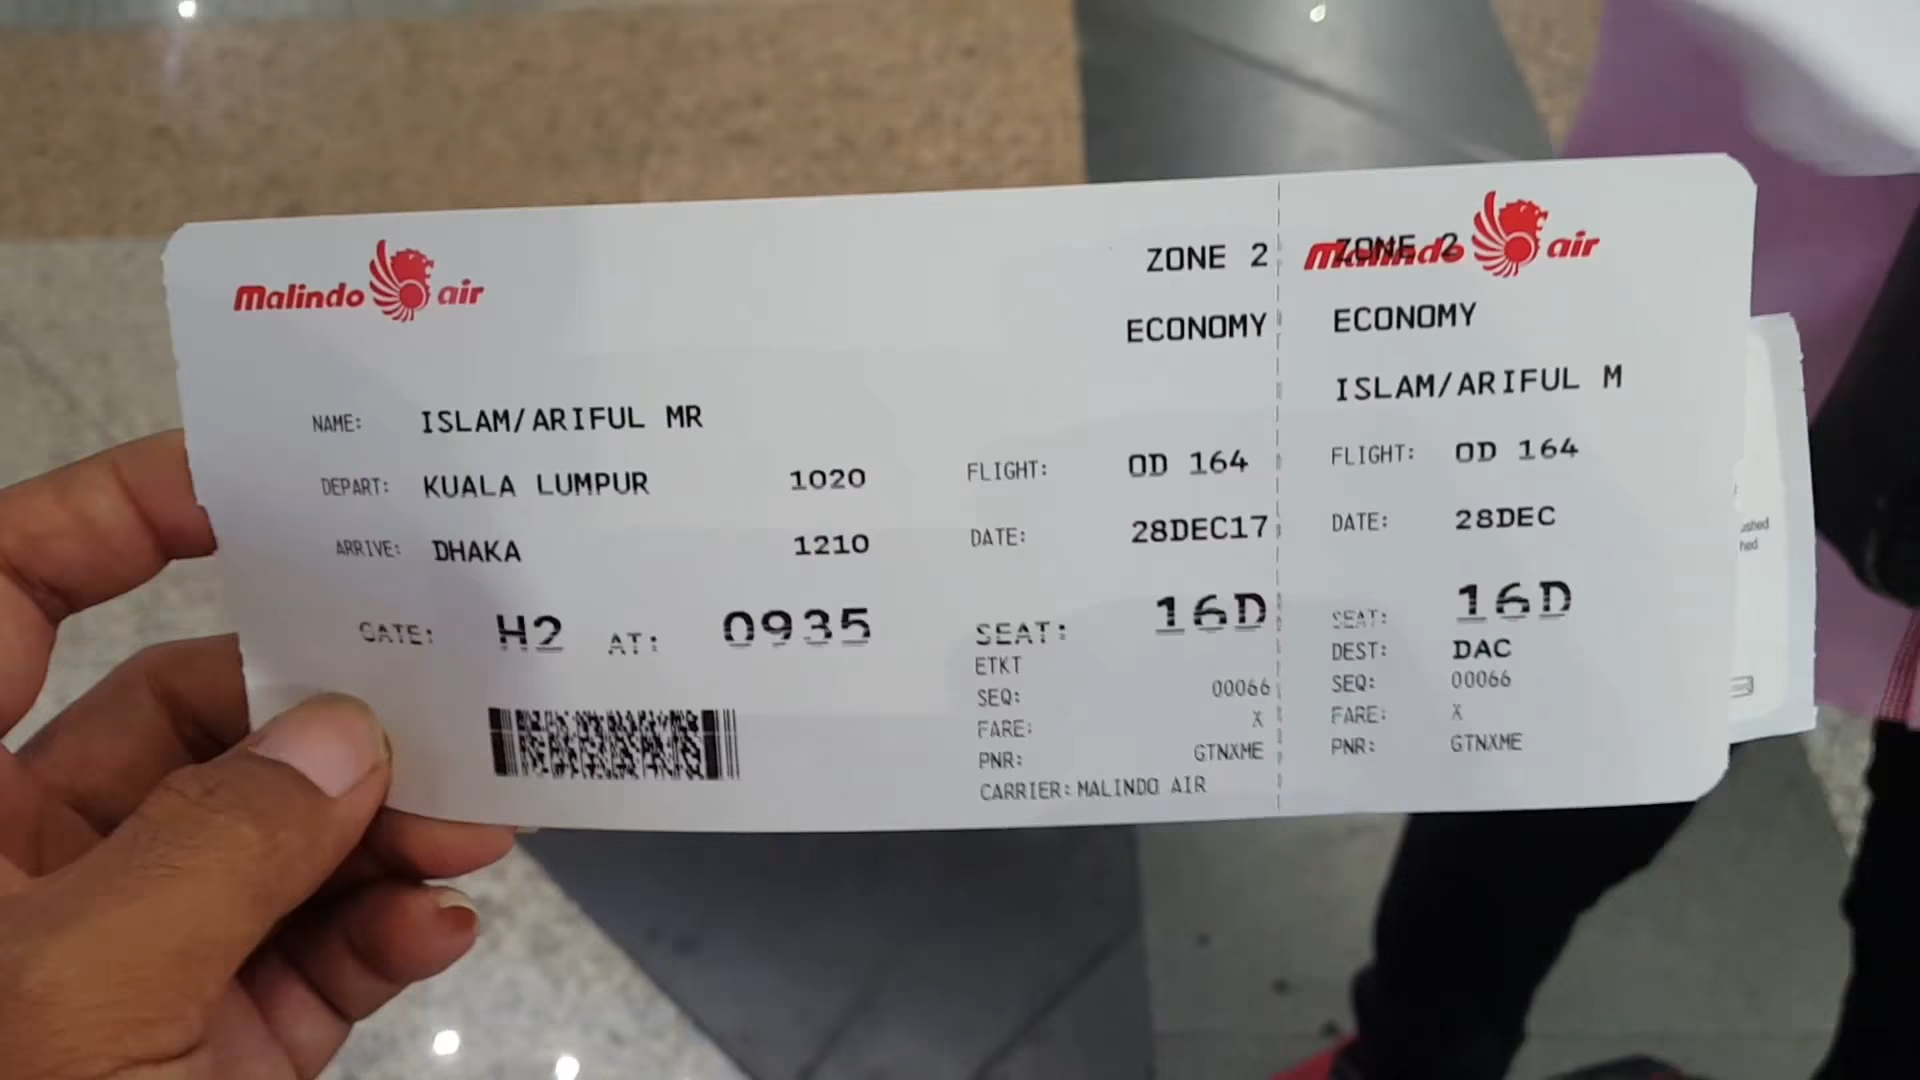 Malindo air
ZONE 2
ECONOMY
NAME: ISLAM/ARIFUL MR
DEPART: KUALA LUMPUR 1020 FLIGHT: OD 164
ARRIVE: DHAKA 1210 DATE: 28DEC17
GATE: H2 AT: 0935 SEAT: 16D
ETKT
SEQ: 00066
FARE: X
PNR: GTNXME
CARRIER: MALINDO AIR
Malindo air
ZONE 2
ECONOMY
ISLAM/ARIFUL M
FLIGHT: OD 164
DATE: 28DEC
SEAT: 16D
DEST: DAC
SEQ: 00066
FARE: X
PNR: GTNXME